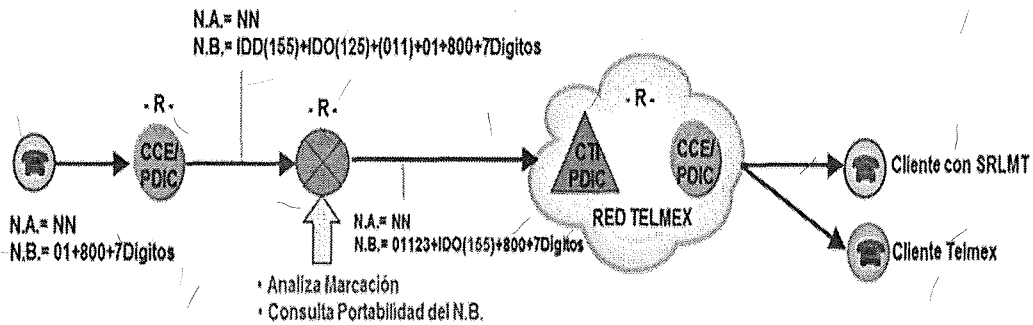 N.A.= NN
N.B.= IDD(155)+IDO(125)+(011)+01+800+7Digitos
- R -
- R -
- R -
CCE/
PDIC
CTI
PDIC
CCE/
PDIC
RED TELMEX
Cliente con SRLMT
Cliente Telmex
N.A.= NN
N.B.= 01+800+7Digitos
N.A.= NN
N.B.= 01123+IDO(155)+800+7Digitos
• Analiza Marcación
• Consulta Portabilidad del N.B.